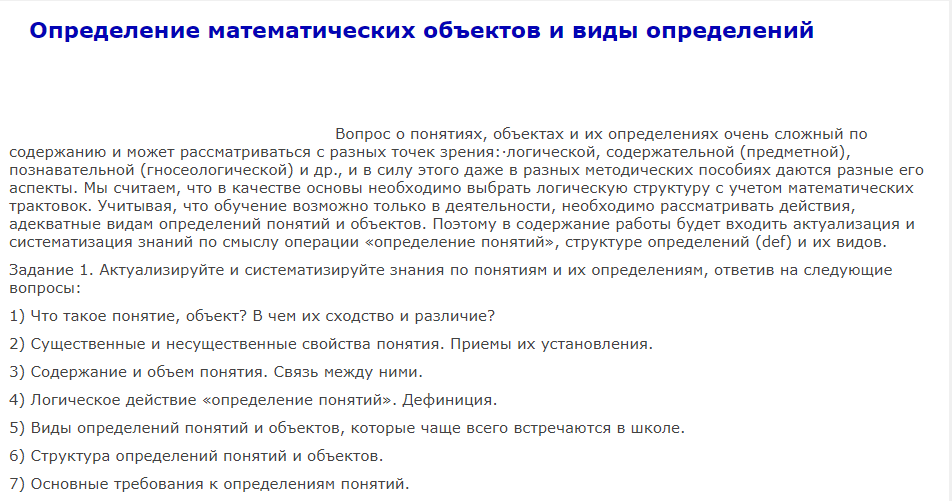 Определение математических объектов и виды определений
Вопрос о понятиях, объектах и их определениях очень сложный по
содержанию и может рассматриваться с разных точек зрения:·логической, содержательной (предметной),
познавательной (гносеологической) и др., и в силу этого даже в разных методических пособиях даются разные его
аспекты. Мы считаем, что в качестве основы необходимо выбрать логическую структуру с учетом математических
трактовок. Учитывая, что обучение возможно только в деятельности, необходимо рассматривать действия,
адекватные видам определений понятий и объектов. Поэтому в содержание работы будет входить актуализация и
систематизация знаний по смыслу операции «определение понятий», структуре определений (def) и их видов.
Задание 1. Актуализируйте и систематизируйте знания по понятиям и их определениям, ответив на следующие
вопросы:
1) Что такое понятие, объект? В чем их сходство и различие?
2) Существенные и несущественные свойства понятия. Приемы их установления.
3) Содержание и объем понятия. Связь между ними.
4) Логическое действие «определение понятий». Дефиниция.
5) Виды определений понятий и объектов, которые чаще всего встречаются в школе.
6) Структура определений понятий и объектов.
7) Основные требования к определениям понятий.